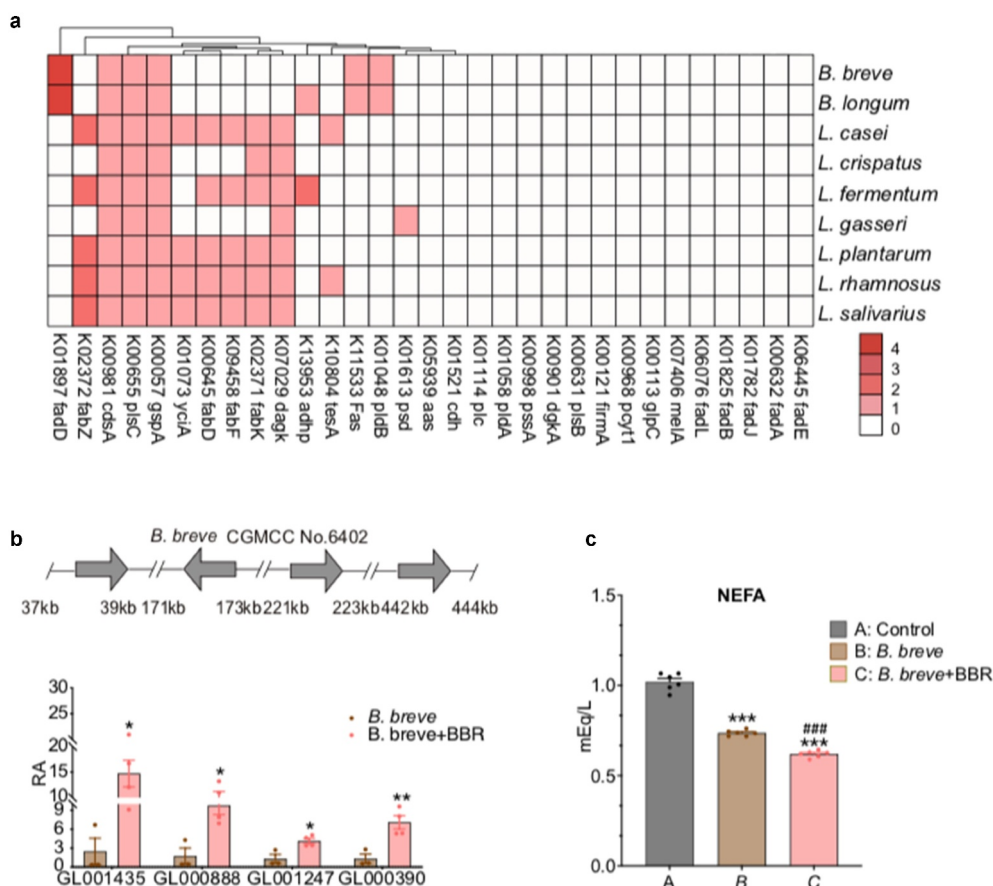 a
B. breve
B. longum
L. casei
L. crispatus
L. fermentum
L. gasseri
L. plantarum
L. rhamnosus
L. salivarius
K01897 fadD
K02372 fabZ
K00981 cdsA
K00655 plsC
K00057 gspA
K01073 yciA
K00645 fabD
K09458 fabF
K02371 fabK
K07029 dagk
K13953 adhp
K10804 tesA
K11533 Fas
K01048 pldB
K01613 psd
K05939 aas
K01521 cdh
K01114 plc
K01058 pldA
K00998 pssA
K00901 dgkA
K00631 plsB
K00121 firmA
K00968 pcyt1
K00113 glpC
K07406 melA
K06076 fadL
K01825 fadB
K01782 fadJ
K00632 fadA
K06445 fadE
4
3
2
1
0
b
B. breve CGMCC No.6402
37kb 39kb 171kb 173kb 221kb 223kb 442kb 444kb
RA
30
25
20
15
10
9
6
3
0
B. breve
B. breve+BBR
*
*
*
**
GL001435 GL000888 GL001247 GL000390
c
NEFA
mEq/L
1.5
1.0
0.5
0.0
A: Control
B: B. breve
C: B. breve+BBR
***
###
***
A B C